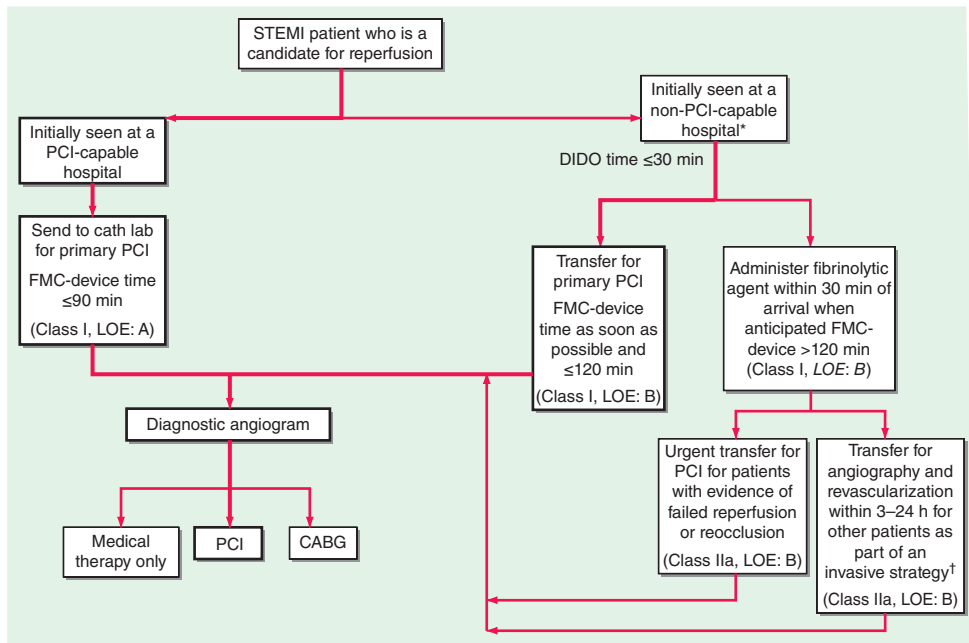 STEMI patient who is a
candidate for reperfusion
Initially seen at a
PCI-capable
hospital
Initially seen at a
non-PCI-capable
hospital*
DIDO time ≤30 min
Send to cath lab
for primary PCI
FMC-device time
≤90 min
(Class I, LOE: A)
Transfer for
primary PCI
FMC-device
time as soon as
possible and
≤120 min
(Class I, LOE: B)
Administer fibrinolytic
agent within 30 min of
arrival when
anticipated FMC-
device >120 min
(Class I, LOE: B)
Diagnostic angiogram
Medical
therapy only
PCI
CABG
Urgent transfer for
PCI for patients
with evidence of
failed reperfusion
or reocclusion
(Class IIa, LOE: B)
Transfer for
angiography and
revascularization
within 3–24 h for
other patients as
part of an
invasive strategy†
(Class IIa, LOE: B)